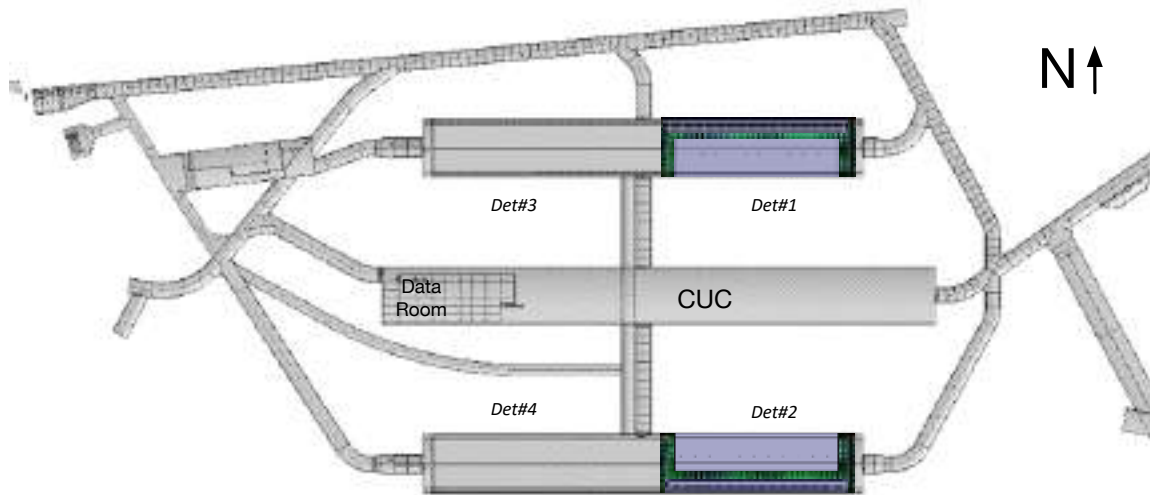 N
Det#3
Det#1
Data
Room
CUC
Det#4
Det#2